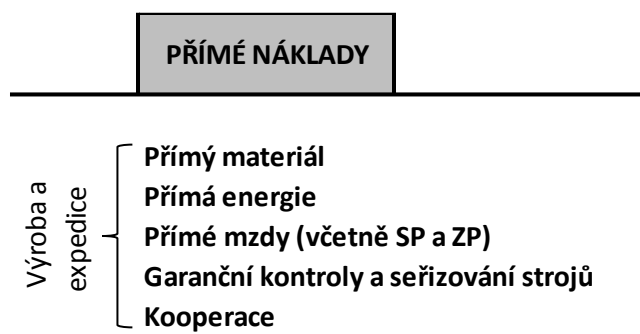 PŘÍMÉ NÁKLADY
Výroba a
expedice
Přímý materiál
Přímá energie
Přímé mzdy (včetně SP a ZP)
Garanční kontroly a seřizování strojů
Kooperace